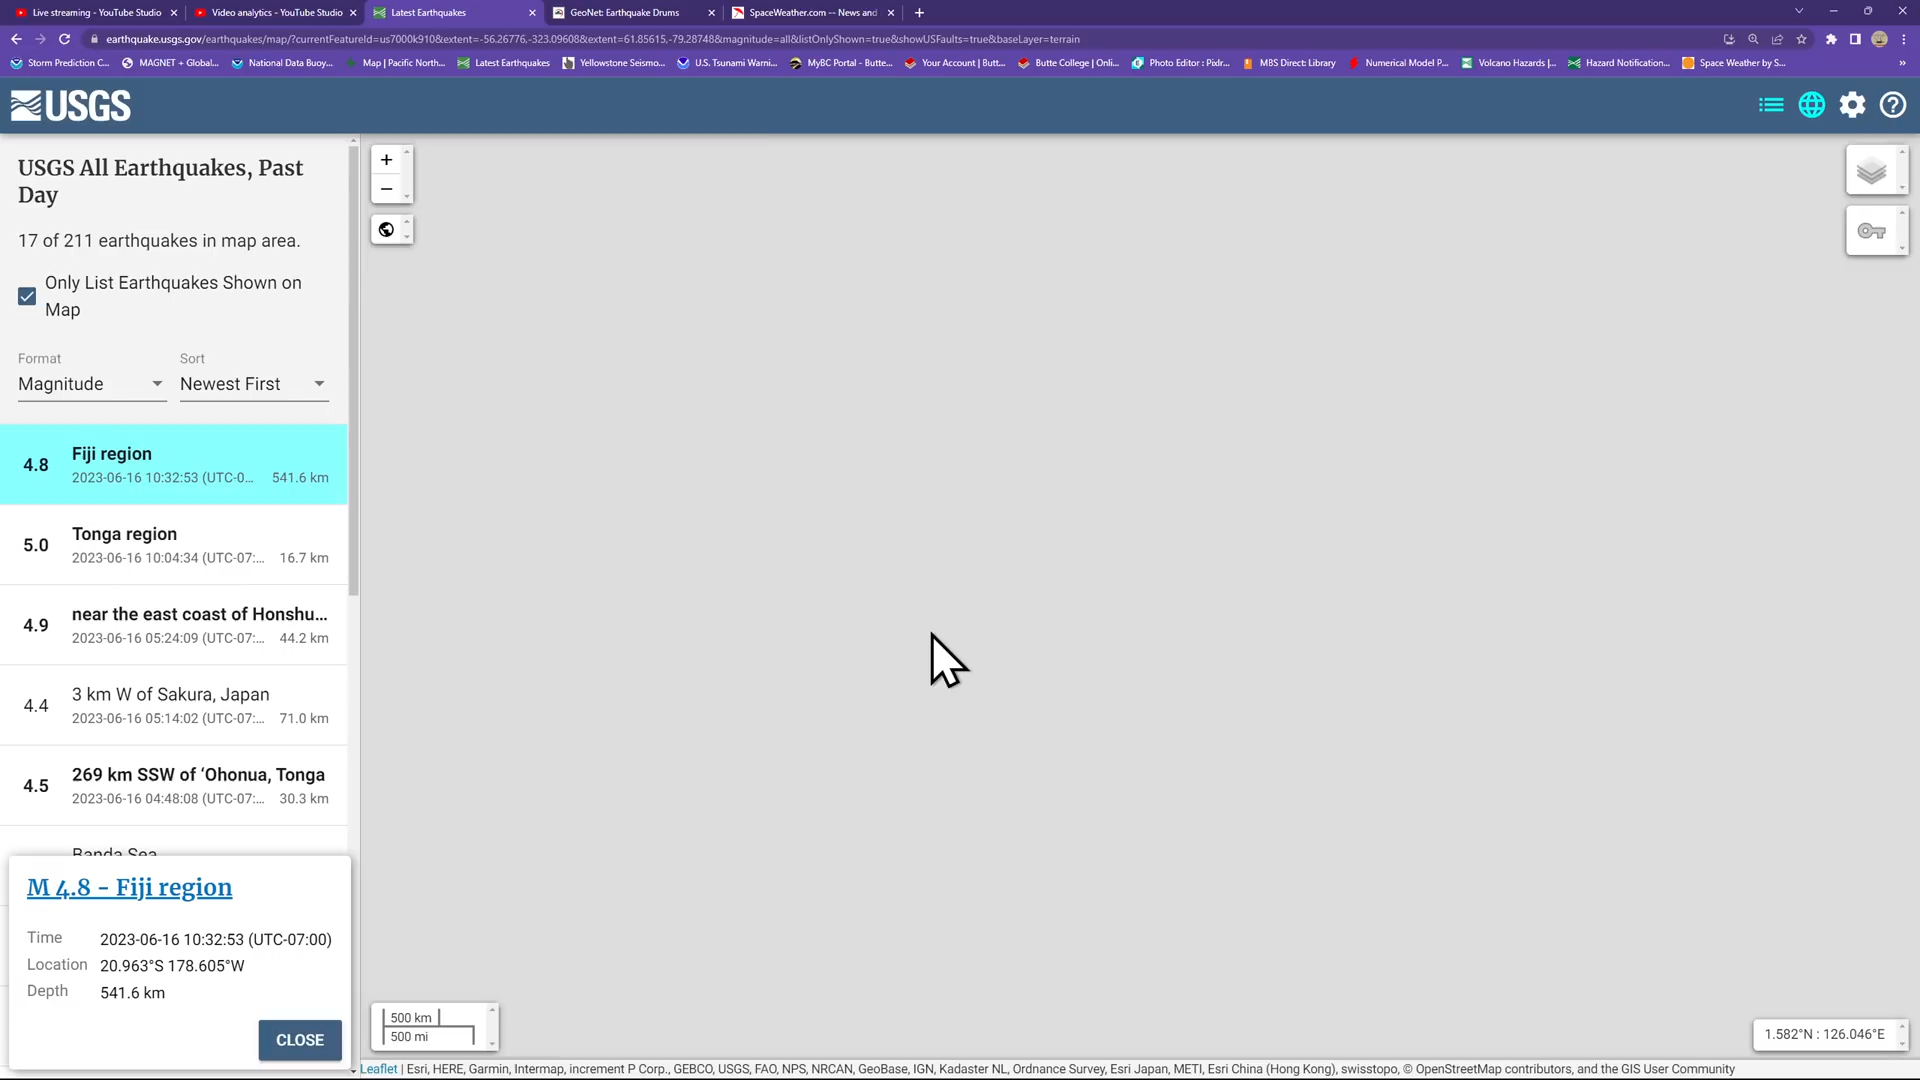 Live streaming - YouTube Studio
Video analytics - YouTube Studio
Latest Earthquakes
GeoNet: Earthquake Drums
SpaceWeather.com -- News and
earthquake.usgs.gov/earthquakes/map/?currentFeatureId=us7000k910&extent=-56.26776,-323.09608&extent=61.85615,-79.28748&magnitude=all&listOnlyShown=true&showUSFaults=true&baseLayer=terrain
Storm Prediction C...
MAGNET + Global...
National Data Buoy...
Map | Pacific North...
Latest Earthquakes
Yellowstone Seismo...
U.S. Tsunami Warni...
MyBC Portal - Butte...
Your Account | Butt...
Butte College | Onli...
Photo Editor : Pixlr...
MBS Direct: Library
Numerical Model P...
Volcano Hazards |...
Hazard Notification...
Space Weather by S...
USGS
USGS All Earthquakes, Past
Day
17 of 211 earthquakes in map area.
Only List Earthquakes Shown on
Map
Format
Sort
Magnitude
Newest First
4.8
Fiji region
2023-06-16 10:32:53 (UTC-0...
541.6 km
5.0
Tonga region
2023-06-16 10:04:34 (UTC-07:...
16.7 km
4.9
near the east coast of Honshu...
2023-06-16 05:24:09 (UTC-07:...
44.2 km
4.4
3 km W of Sakura, Japan
2023-06-16 05:14:02 (UTC-07:...
71.0 km
4.5
269 km SSW of ‘Ohonua, Tonga
2023-06-16 04:48:08 (UTC-07:...
30.3 km
Banda Sea
M 4.8 - Fiji region
Time
2023-06-16 10:32:53 (UTC-07:00)
Location
20.963°S 178.605°W
Depth
541.6 km
CLOSE
500 km
500 mi
1.582°N : 126.046°E
Leaflet | Esri, HERE, Garmin, Intermap, increment P Corp., GEBCO, USGS, FAO, NPS, NRCAN, GeoBase, IGN, Kadaster NL, Ordnance Survey, Esri Japan, METI, Esri China (Hong Kong), swisstopo, © OpenStreetMap contributors, and the GIS User Community